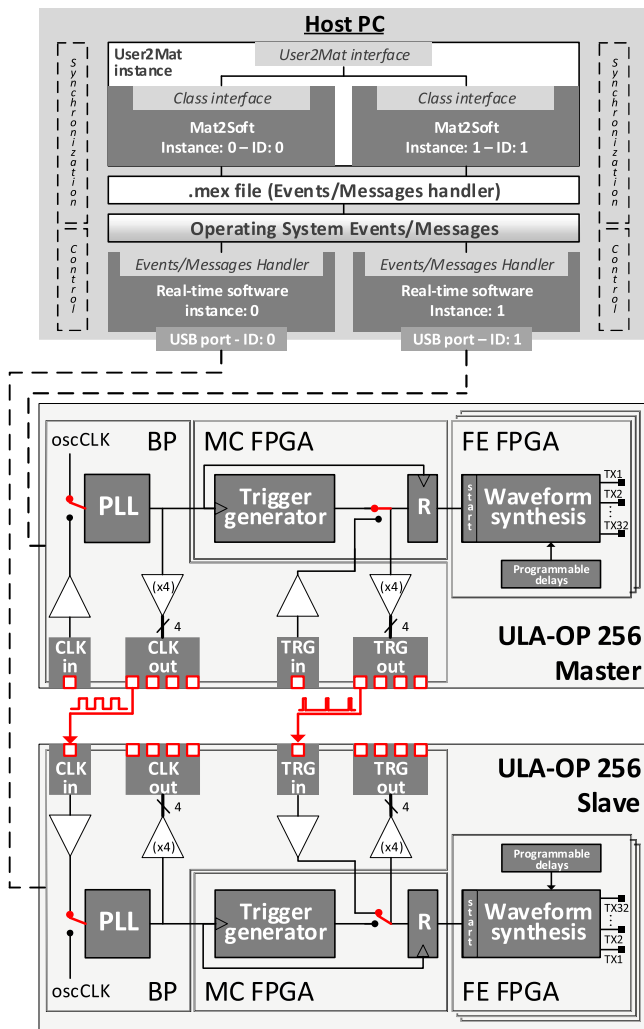 Host PC
User2Mat
instance
User2Mat interface
Synchronization
Control
Class interface
Mat2Soft
Instance: 0 – ID: 0
Class interface
Mat2Soft
Instance: 1 – ID: 1
Synchronization
Control
.mex file (Events/Messages handler)
Operating System Events/Messages
Events/Messages Handler
Real-time software
instance: 0
USB port - ID: 0
Events/Messages Handler
Real-time software
Instance: 1
USB port – ID: 1
oscCLK
BP
MC FPGA
FE FPGA
PLL
Trigger
generator
R
start
Waveform
synthesis
TX1
TX2
⋮
TX32
Programmable
delays
(x4)
(x4)
4
4
CLK
in
CLK
out
TRG
in
TRG
out
ULA-OP 256
Master
CLK
in
CLK
out
TRG
in
TRG
out
ULA-OP 256
Slave
4
4
(x4)
(x4)
Programmable
delays
PLL
Trigger
generator
R
start
Waveform
synthesis
TX32
⋮
TX2
TX1
oscCLK
BP
MC FPGA
FE FPGA